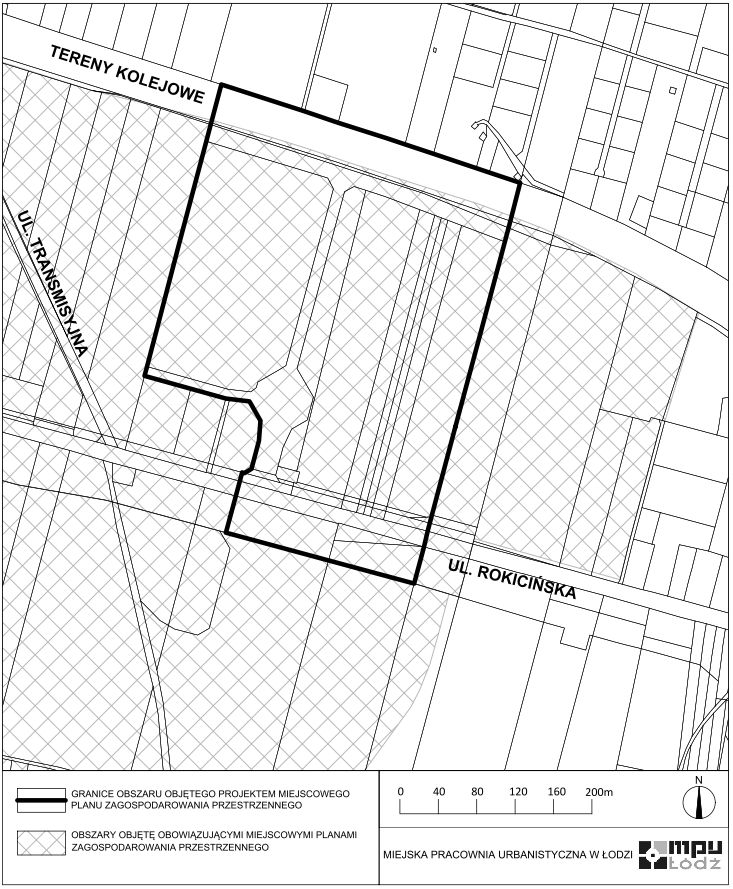 TERENY KOLEJOWE
UL. TRANSMISYJNA
UL. ROKICIŃSKA
GRANICE OBSZARU OBJĘTEGO PROJEKTEM MIEJSCOWEGO
PLANU ZAGOSPODAROWANIA PRZESTRZENNEGO
OBSZARY OBJĘTĘ OBOWIĄZUJĄCYMI MIEJSCOWYMI PLANAMI
ZAGOSPODAROWANIA PRZESTRZENNEGO
0 40 80 120 160 200m
N
MIEJSKA PRACOWNIA URBANISTYCZNA W ŁODZI
mpu
Łódź